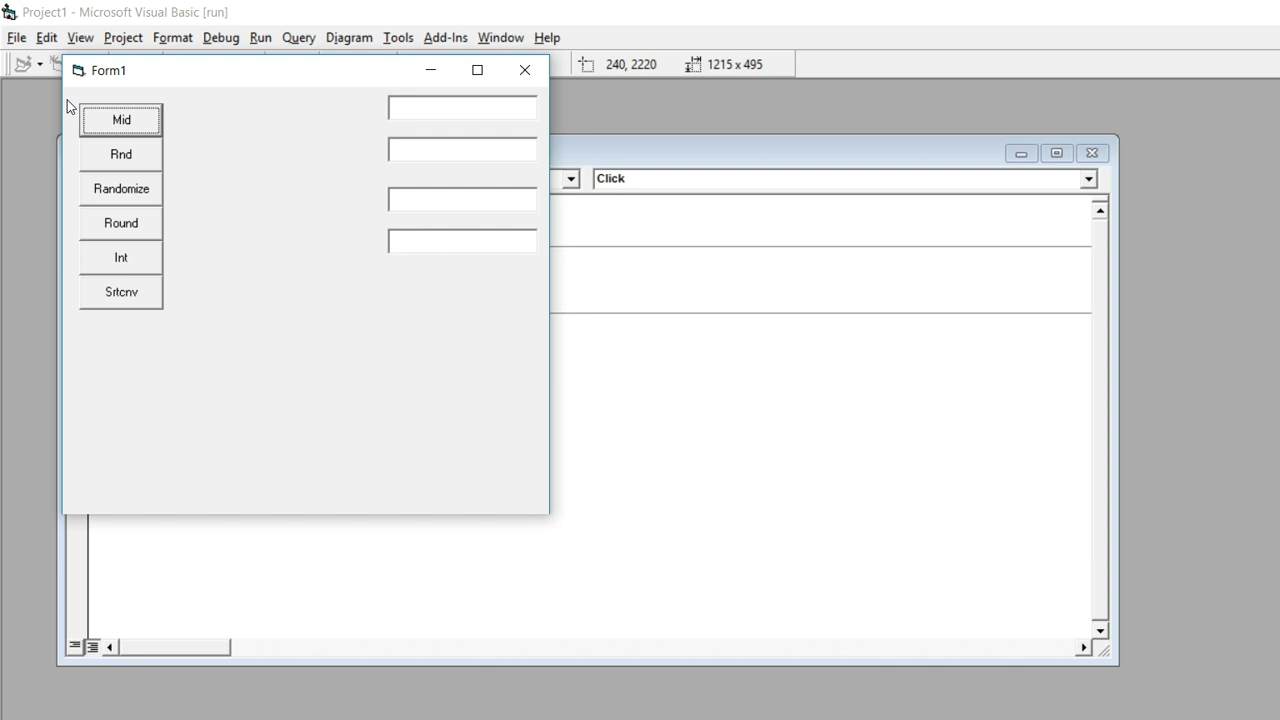 Project1 - Microsoft Visual Basic [run]
File Edit View Project Format Debug Run Query Diagram Tools Add-Ins Window Help
240, 2220 1215 x 495
Form1
Mid
Rnd
Randomize
Round
Int
Srtcnv
Click